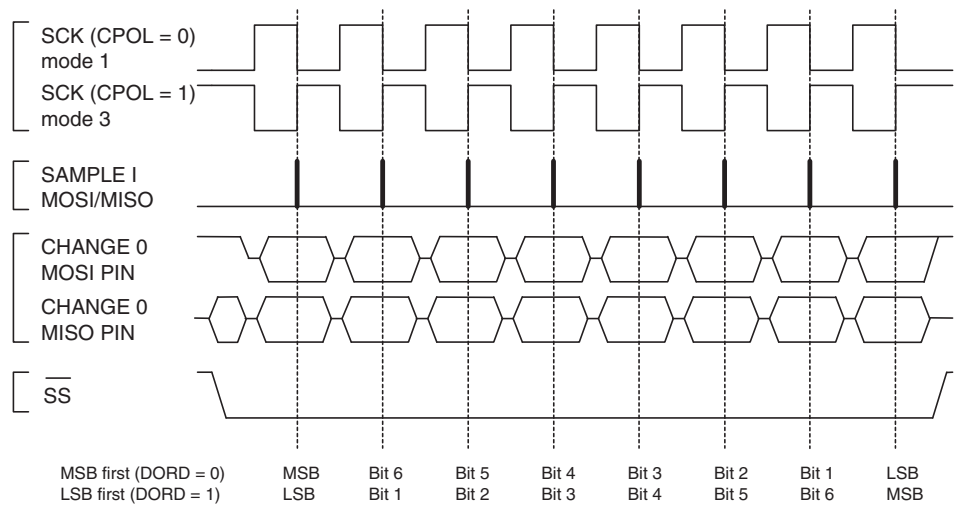 SCK (CPOL = 0)
mode 1
SCK (CPOL = 1)
mode 3
SAMPLE I
MOSI/MISO
CHANGE 0
MOSI PIN
CHANGE 0
MISO PIN
SS
MSB first (DORD = 0) MSB Bit 6 Bit 5 Bit 4 Bit 3 Bit 2 Bit 1 LSB
LSB first (DORD = 1) LSB Bit 1 Bit 2 Bit 3 Bit 4 Bit 5 Bit 6 MSB